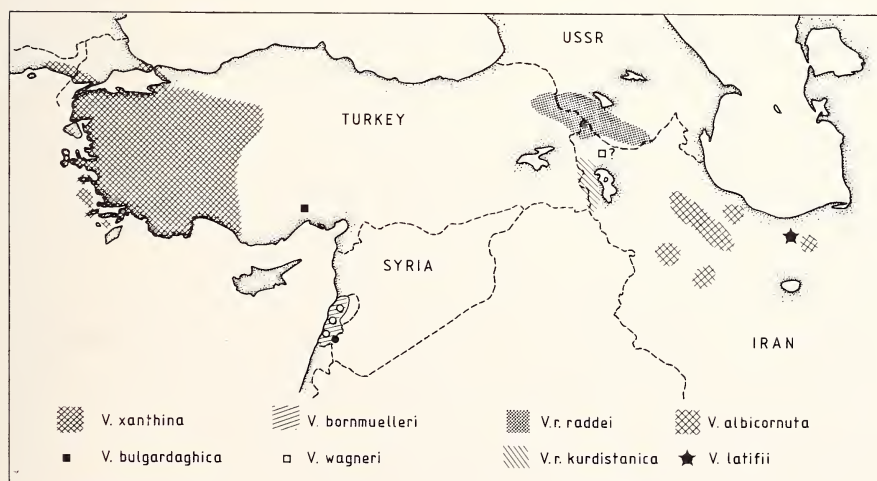 USSR
TURKEY
?
SYRIA
IRAN
V. xanthina V. bornmuelleri V.r. raddei V. albicornuta
V. bulgardaghica V. wagneri V.r. kurdistanica V. latifii